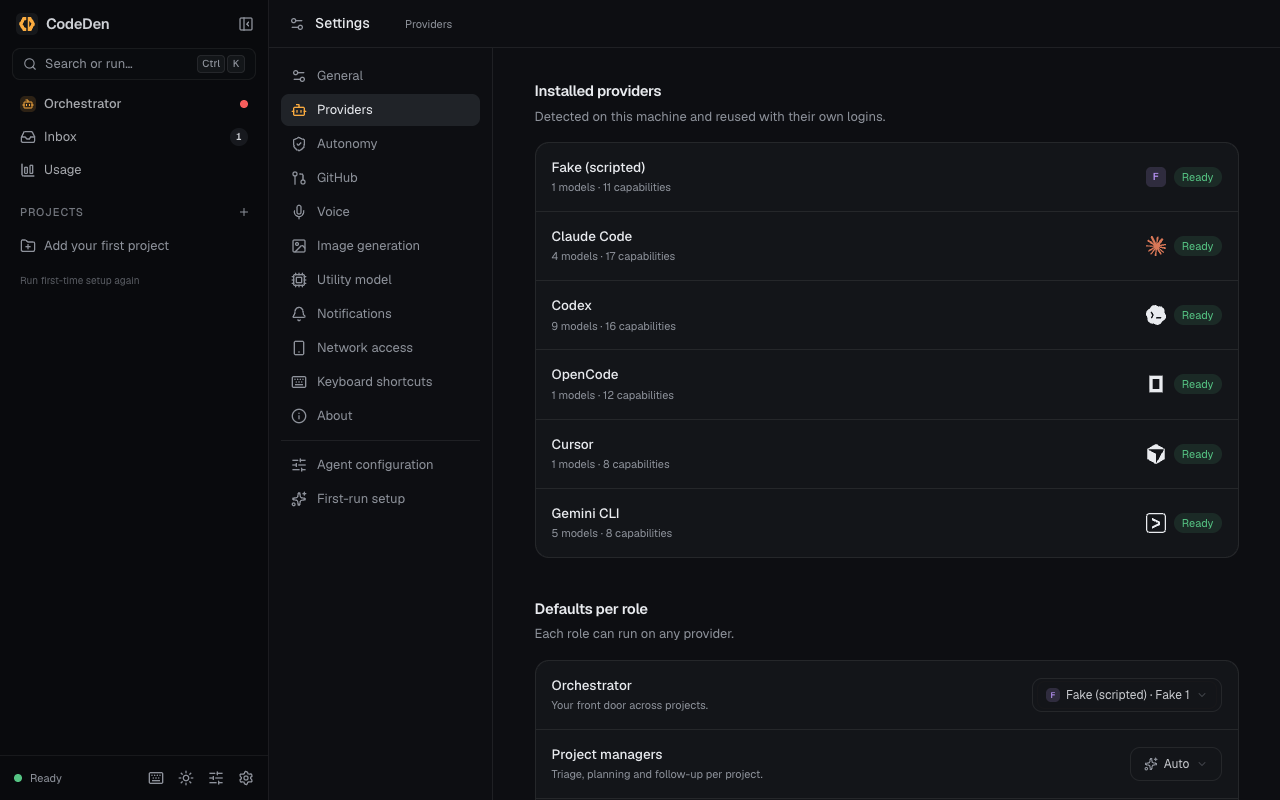 CodeDen
Search or run…
Ctrl K
Orchestrator
Inbox
1
Usage
PROJECTS
Add your first project
Run first-time setup again
Ready
Settings
Providers
General
Providers
Autonomy
GitHub
Voice
Image generation
Utility model
Notifications
Network access
Keyboard shortcuts
About
Agent configuration
First-run setup
Installed providers
Detected on this machine and reused with their own logins.
Fake (scripted)
1 models · 11 capabilities
F
Ready
Claude Code
4 models · 17 capabilities
Ready
Codex
9 models · 16 capabilities
Ready
OpenCode
1 models · 12 capabilities
Ready
Cursor
1 models · 8 capabilities
Ready
Gemini CLI
5 models · 8 capabilities
Ready
Defaults per role
Each role can run on any provider.
Orchestrator
Your front door across projects.
F Fake (scripted) · Fake 1
Project managers
Triage, planning and follow-up per project.
Auto